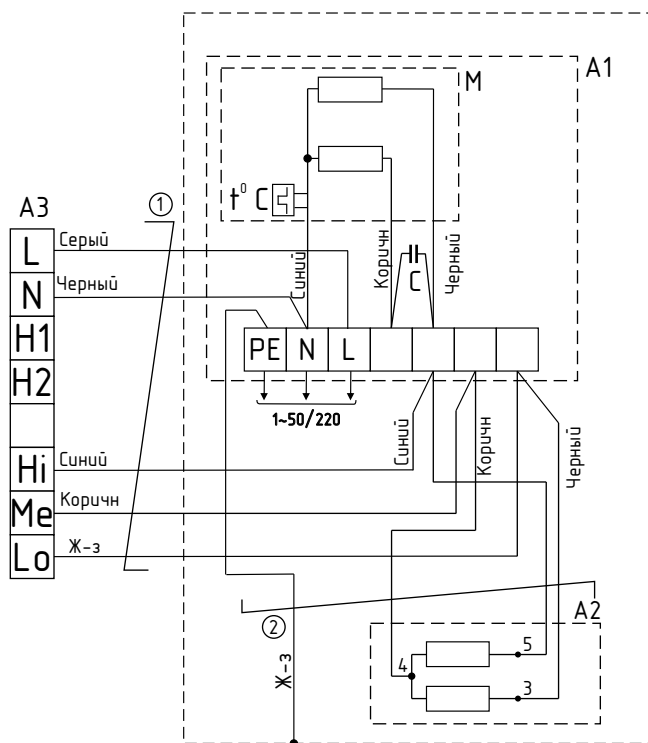 A1
M
t° C
A3
1
L
Серый
N
Черный
H1
H2
Синий
Коричн
C
Черный
PE N L
1~50/220
Hi
Синий
Me
Коричн
Lo
Ж-з
Синий
Коричн
Черный
2
Ж-з
A2
5
4
3